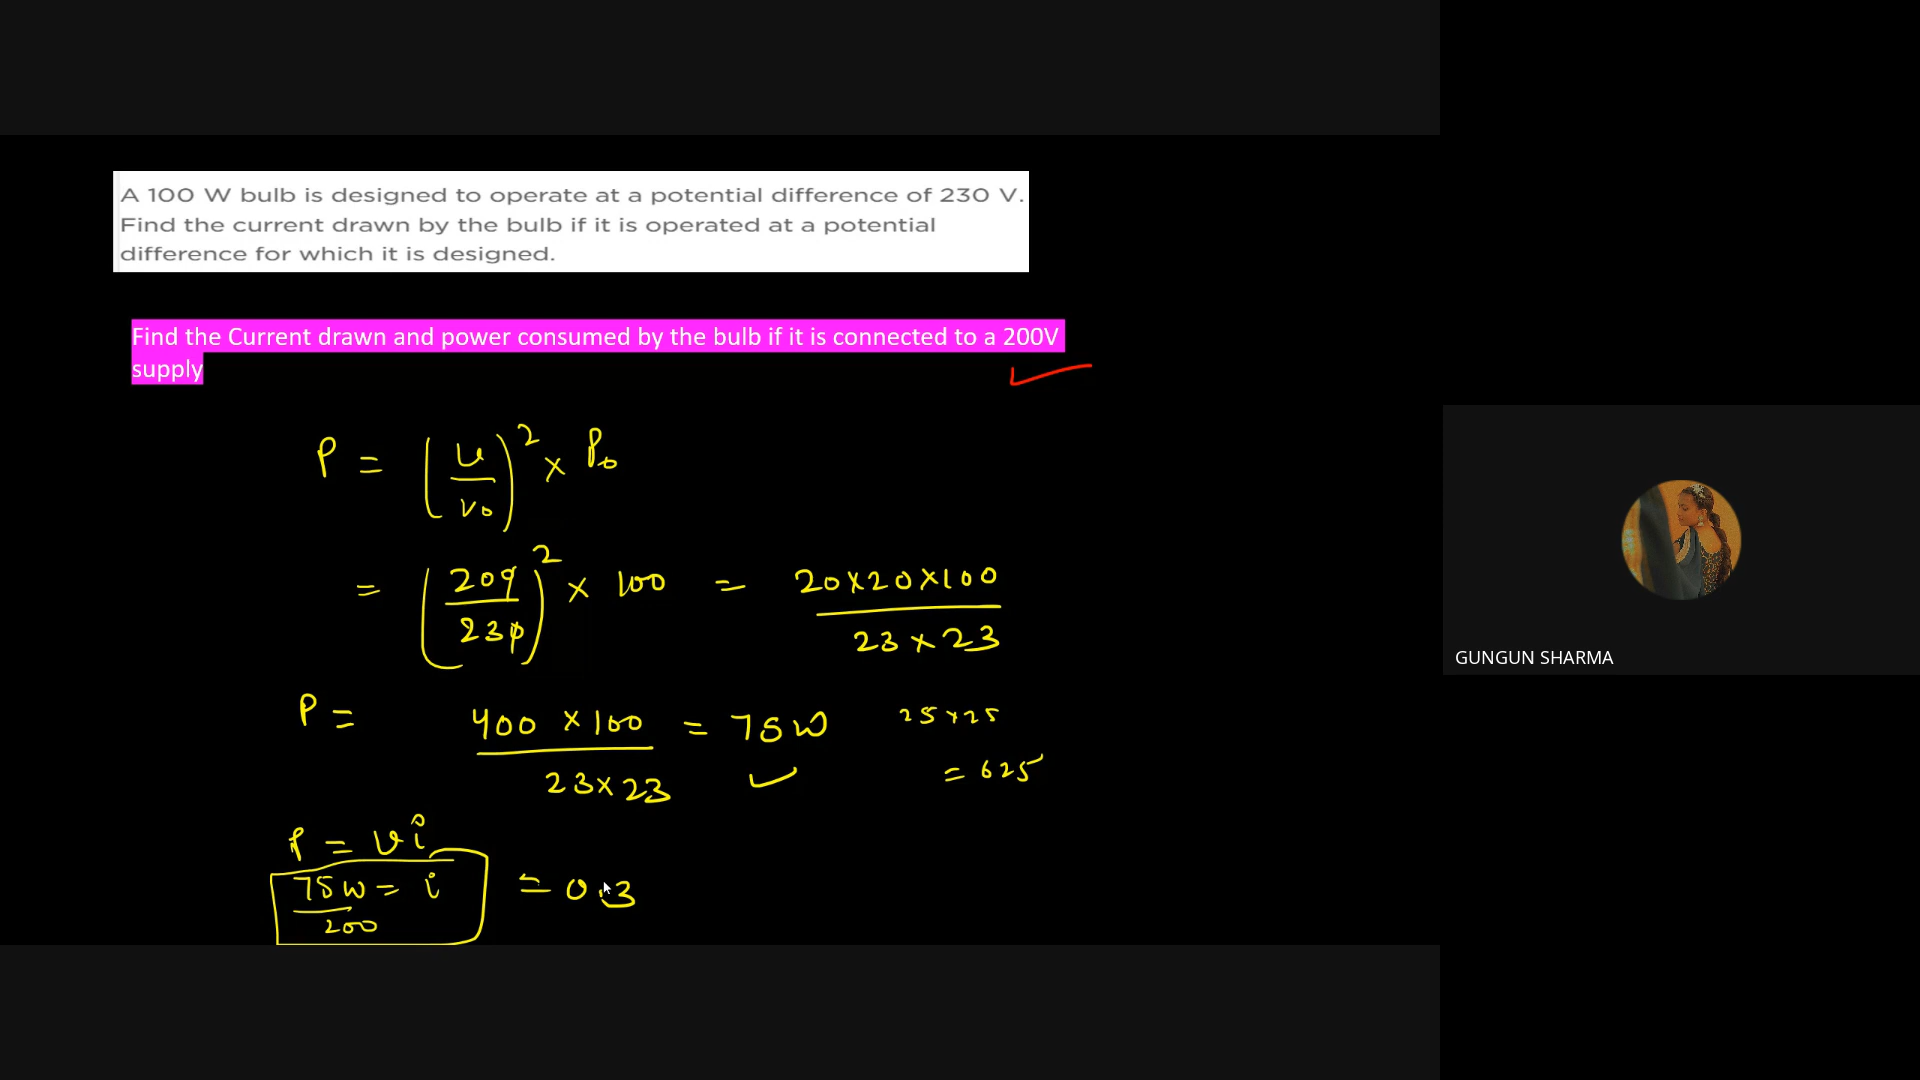 A 100 W bulb is designed to operate at a potential difference of 230 V.
Find the current drawn by the bulb if it is operated at a potential
difference for which it is designed.
Find the Current drawn and power consumed by the bulb if it is connected to a 200V
supply
P = (V/V₀)² × P₀
= (200/230)² × 100 = 20×20×100/23×23
P = 400 × 100/23×23 = 75W
25×25
= 625
P = Vi
75W/200 = i = 0.3
GUNGUN SHARMA